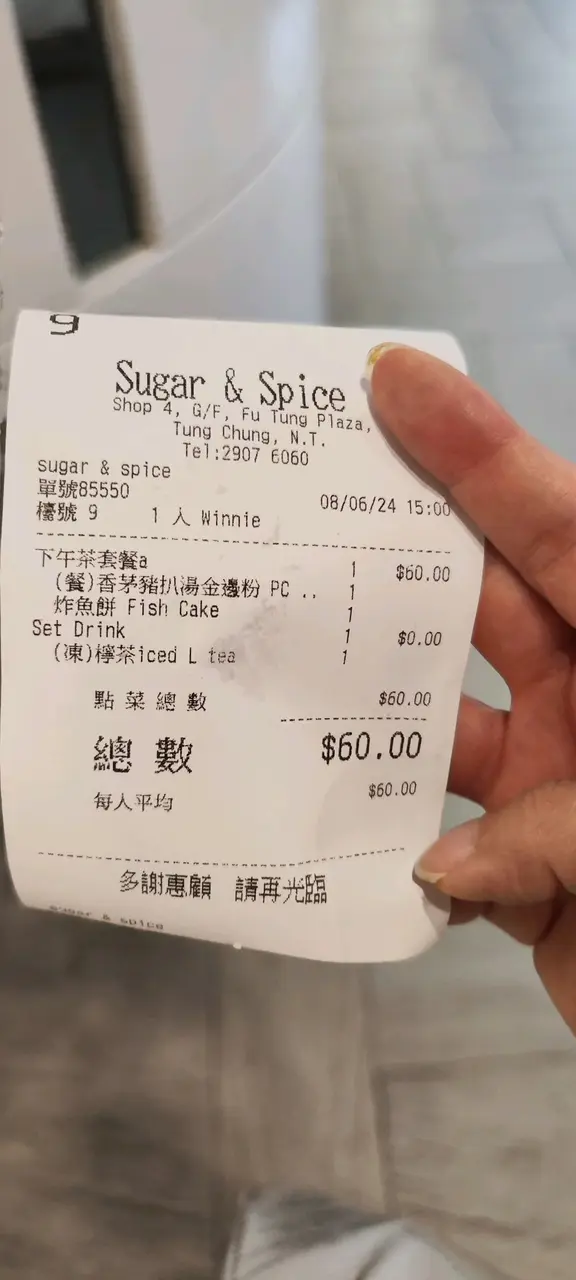 9
Sugar & Spice
Shop 4, G/F, Fu Tung Plaza,
Tung Chung, N.T.
Tel:2907 6060
sugar & spice
單號85550 08/06/24 15:00
檯號 9 1 人 Winnie
下午茶套餐a 1 $60.00
(餐)香茅豬扒湯金邊粉 PC .. 1
炸魚餅 Fish Cake 1
Set Drink 1 $0.00
(凍)檸茶iced L tea 1
點菜總數 $60.00
總數 $60.00
每人平均 $60.00
多謝惠顧 請再光臨
sugar & spice